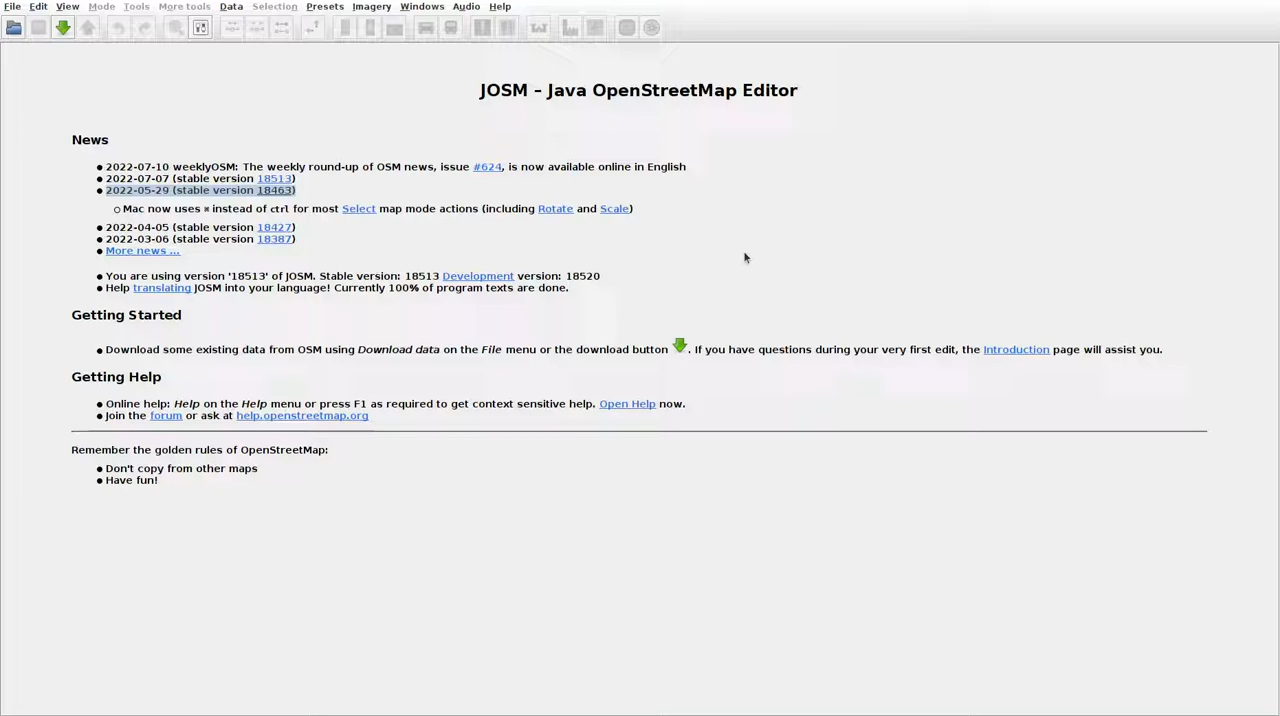 File Edit View Mode Tools More tools Data Selection Presets Imagery Windows Audio Help
JOSM – Java OpenStreetMap Editor
News
2022-07-10 weeklyOSM: The weekly round-up of OSM news, issue #624, is now available online in English
2022-07-07 (stable version 18513)
2022-05-29 (stable version 18463)
Mac now uses ⌘ instead of ctrl for most Select map mode actions (including Rotate and Scale)
2022-04-05 (stable version 18427)
2022-03-06 (stable version 18387)
More news ...
You are using version '18513' of JOSM. Stable version: 18513 Development version: 18520
Help translating JOSM into your language! Currently 100% of program texts are done.
Getting Started
Download some existing data from OSM using Download data on the File menu or the download button . If you have questions during your very first edit, the Introduction page will assist you.
Getting Help
Online help: Help on the Help menu or press F1 as required to get context sensitive help. Open Help now.
Join the forum or ask at help.openstreetmap.org
Remember the golden rules of OpenStreetMap:
Don't copy from other maps
Have fun!